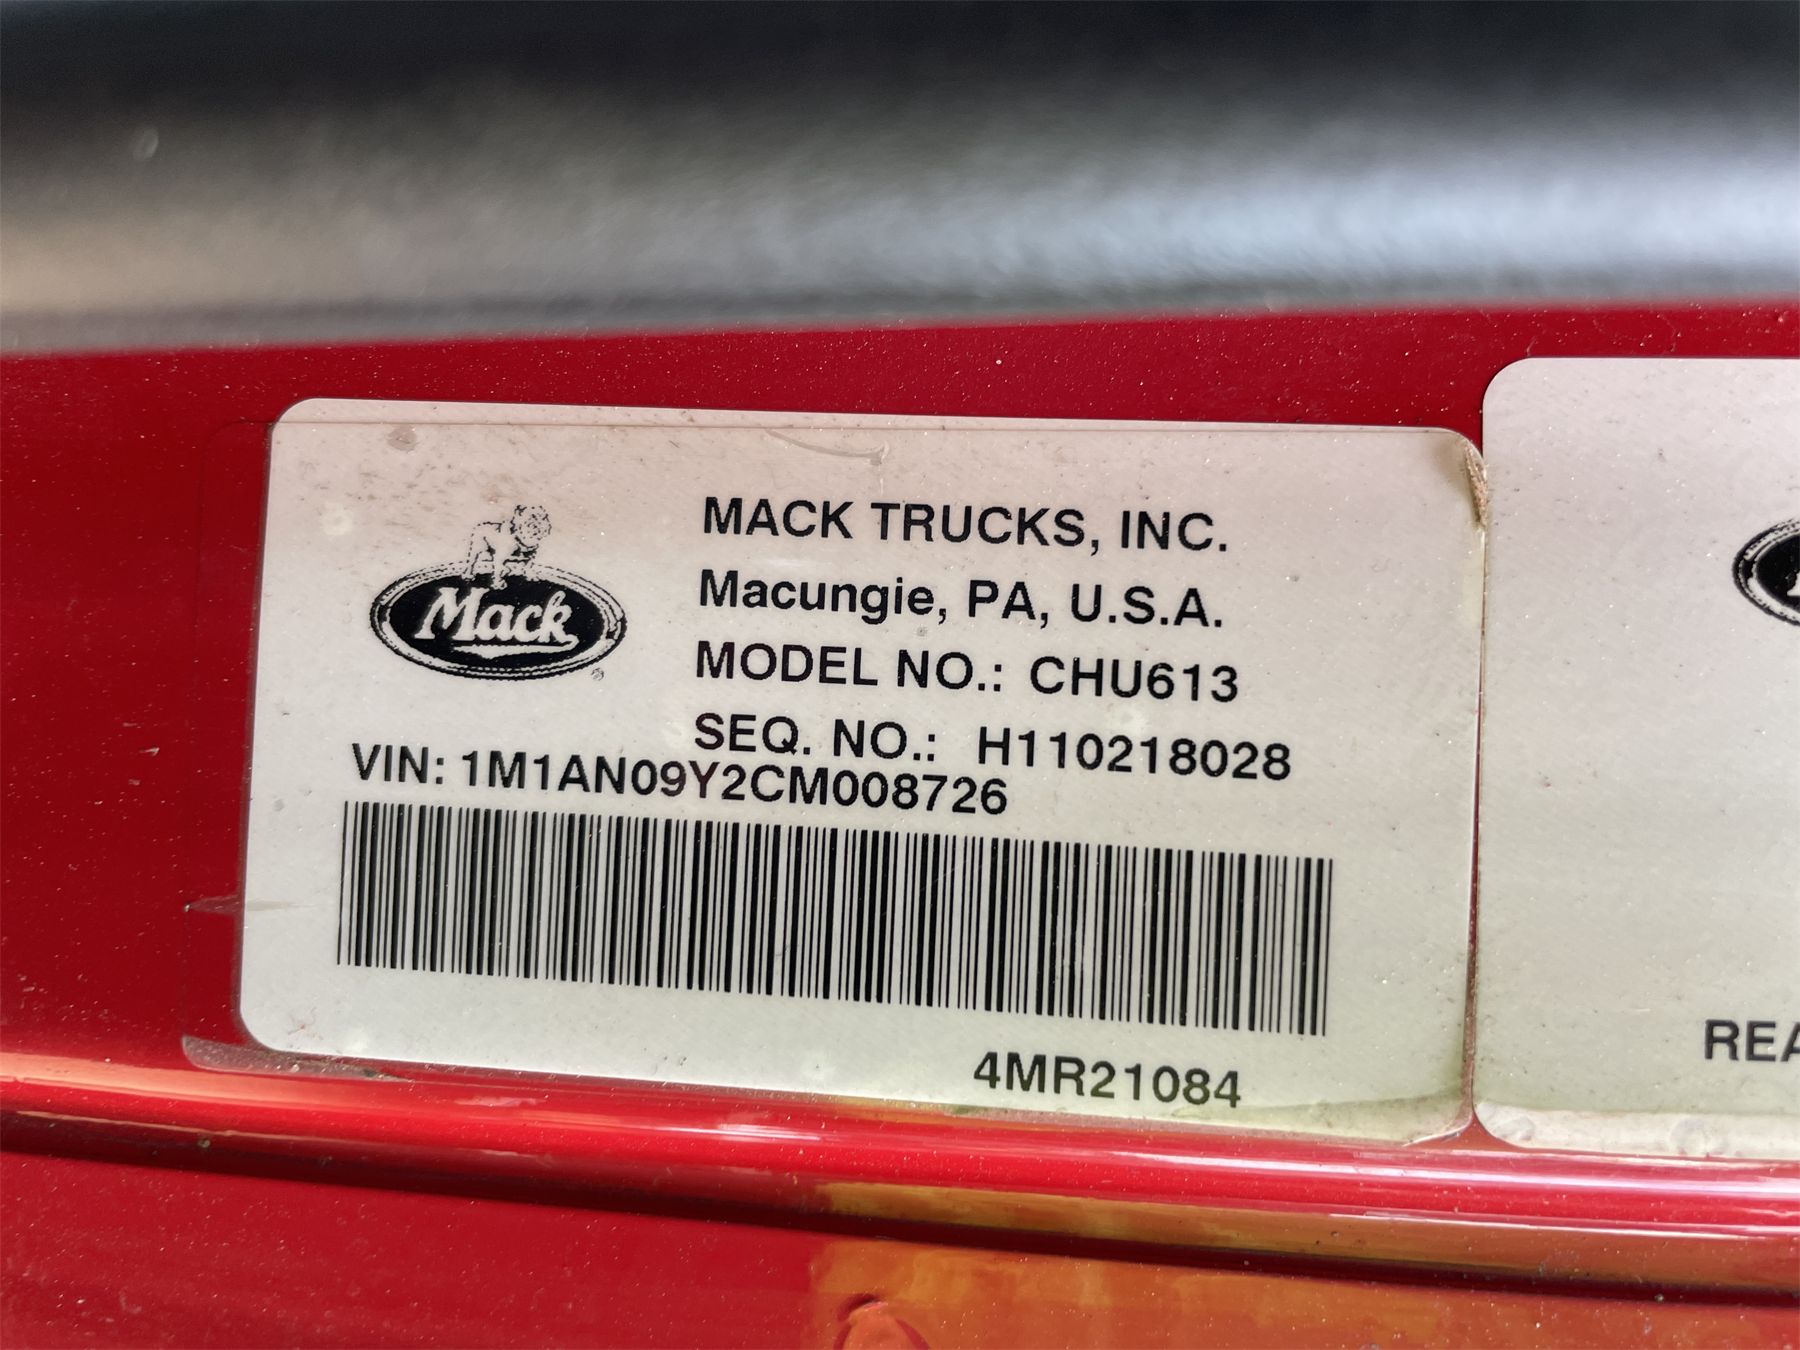 Mack
®
MACK TRUCKS, INC.
Macungie, PA, U.S.A.
MODEL NO.: CHU613
SEQ. NO.: H110218028
VIN: 1M1AN09Y2CM008726
4MR21084
REA